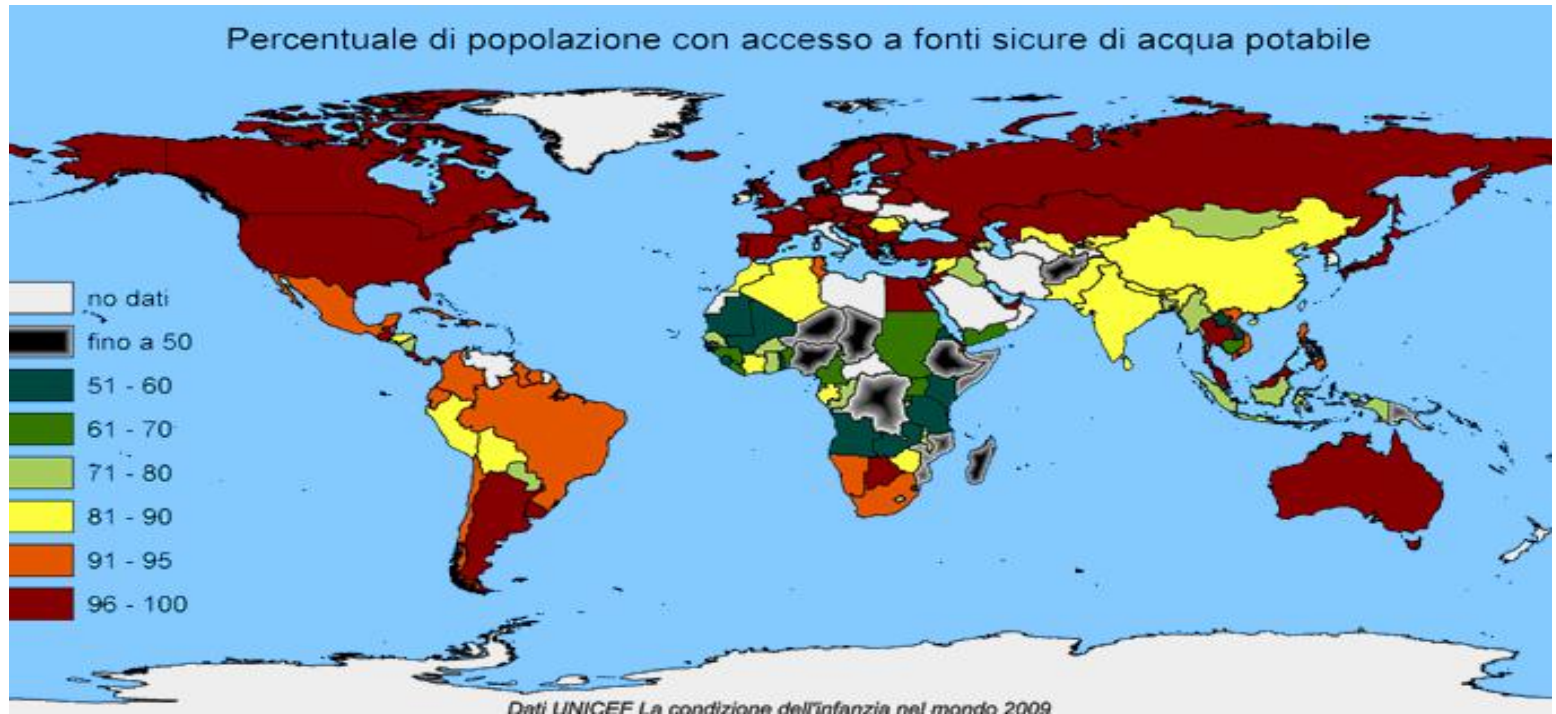 Percentuale di popolazione con accesso a fonti sicure di acqua potabile
no dati
fino a 50
51 - 60
61 - 70
71 - 80
81 - 90
91 - 95
96 - 100
Dati UNICEF La condizione dell'infanzia nel mondo 2009